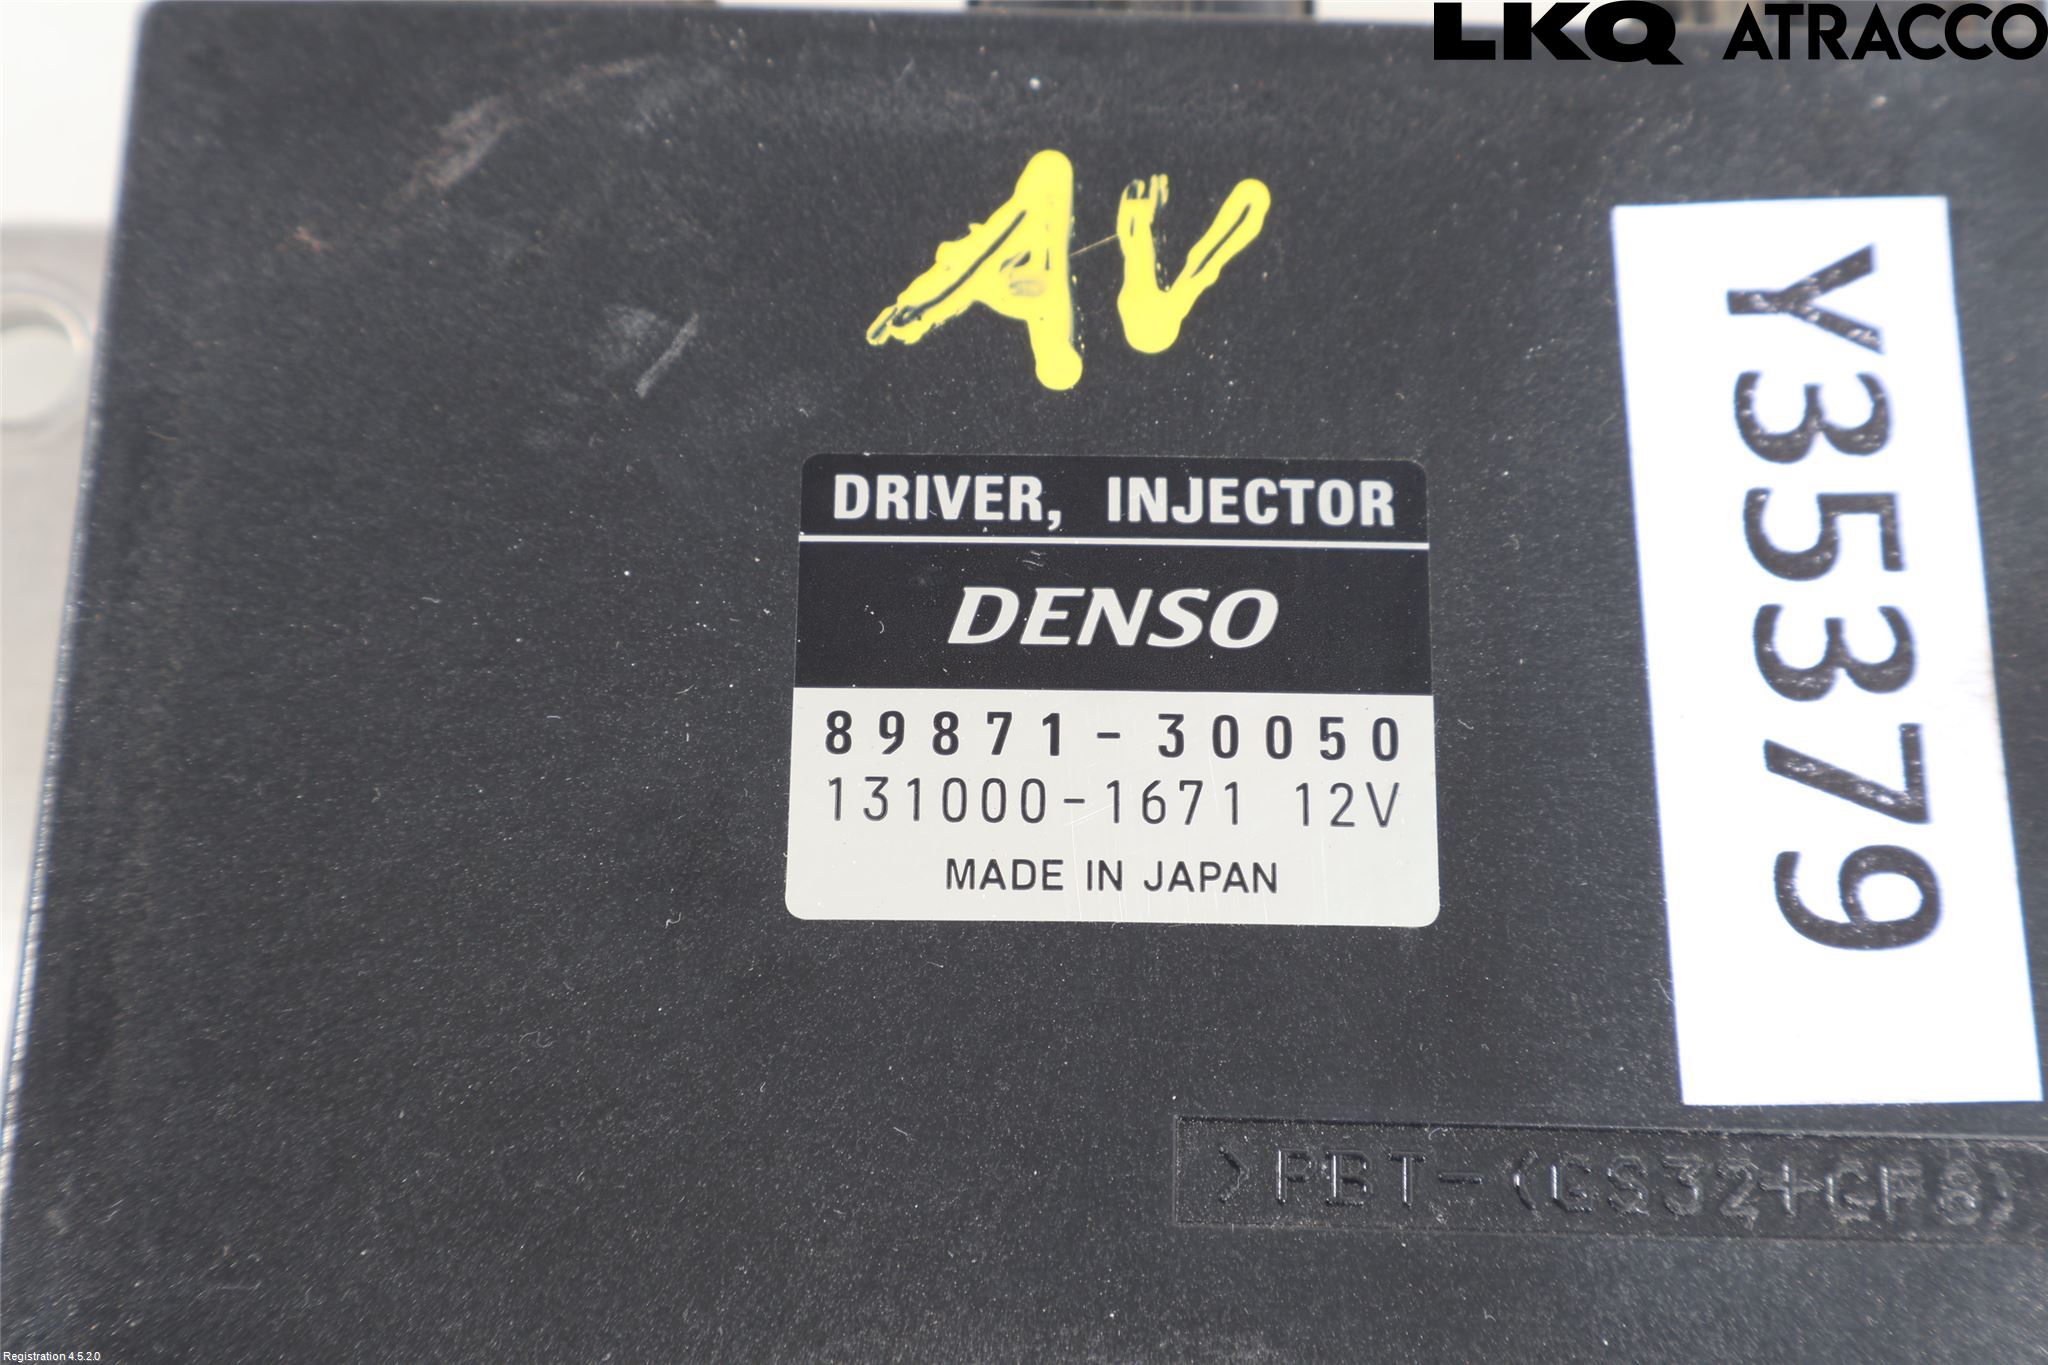 LKQ ATRACCO
AV
Y35379
DRIVER, INJECTOR
DENSO
89871-30050
131000-1671 12V
MADE IN JAPAN
>PBT-(GS32+GF8)
Registration 4.5.2.0